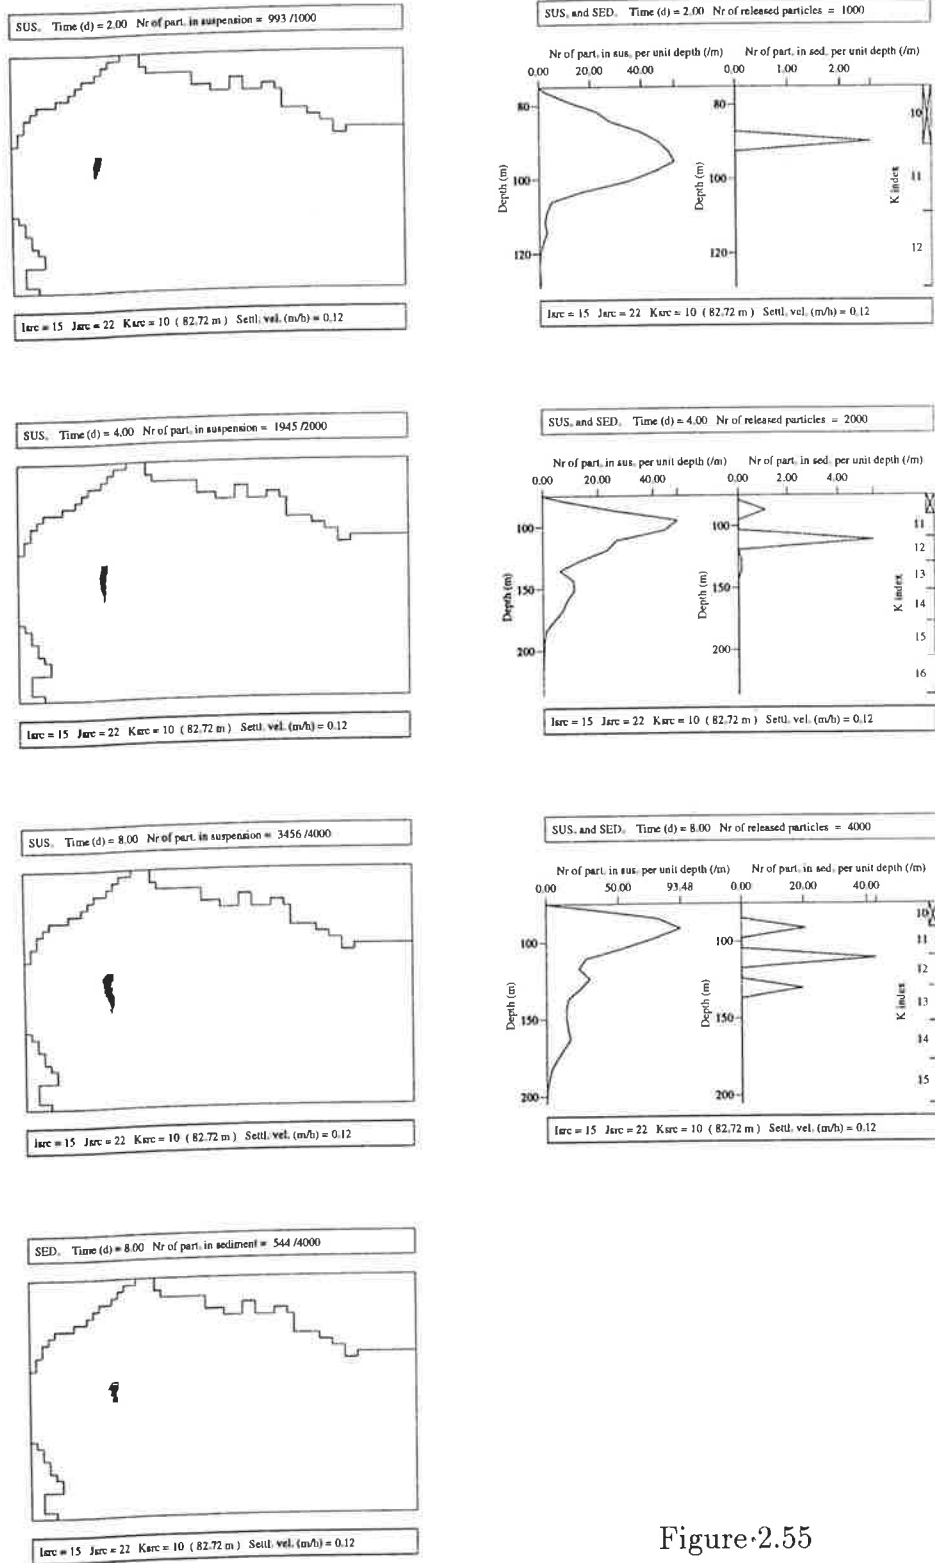 SUS. Time (d) = 2.00 Nr of part. in suspension = 993 /1000
Isrc = 15 Jsrc = 22 Ksrc = 10 ( 82.72 m ) Settl. vel. (m/h) = 0.12
SUS. and SED. Time (d) = 2.00 Nr of released particles = 1000
Nr of part. in sus. per unit depth (/m) Nr of part. in sed. per unit depth (/m)
0.00 20.00 40.00 0.00 1.00 2.00
Depth (m)
80
100
120
Depth (m)
80
100
120
K index
10
11
12
Isrc = 15 Jsrc = 22 Ksrc = 10 ( 82.72 m ) Settl. vel. (m/h) = 0.12
SUS. Time (d) = 4.00 Nr of part. in suspension = 1945 /2000
Isrc = 15 Jsrc = 22 Ksrc = 10 ( 82.72 m ) Settl. vel. (m/h) = 0.12
SUS. and SED. Time (d) = 4.00 Nr of released particles = 2000
Nr of part. in sus. per unit depth (/m) Nr of part. in sed. per unit depth (/m)
0.00 20.00 40.00 0.00 2.00 4.00
Depth (m)
100
150
200
Depth (m)
100
150
200
K index
11
12
13
14
15
16
Isrc = 15 Jsrc = 22 Ksrc = 10 ( 82.72 m ) Settl. vel. (m/h) = 0.12
SUS. Time (d) = 8.00 Nr of part. in suspension = 3456 /4000
Isrc = 15 Jsrc = 22 Ksrc = 10 ( 82.72 m ) Settl. vel. (m/h) = 0.12
SUS. and SED. Time (d) = 8.00 Nr of released particles = 4000
Nr of part. in sus. per unit depth (/m) Nr of part. in sed. per unit depth (/m)
0.00 50.00 93.48 0.00 20.00 40.00
Depth (m)
100
150
200
Depth (m)
100
150
200
K index
10
11
12
13
14
15
Isrc = 15 Jsrc = 22 Ksrc = 10 ( 82.72 m ) Settl. vel. (m/h) = 0.12
SED. Time (d) = 8.00 Nr of part. in sediment = 544 /4000
Isrc = 15 Jsrc = 22 Ksrc = 10 ( 82.72 m ) Settl. vel. (m/h) = 0.12
Figure 2.55